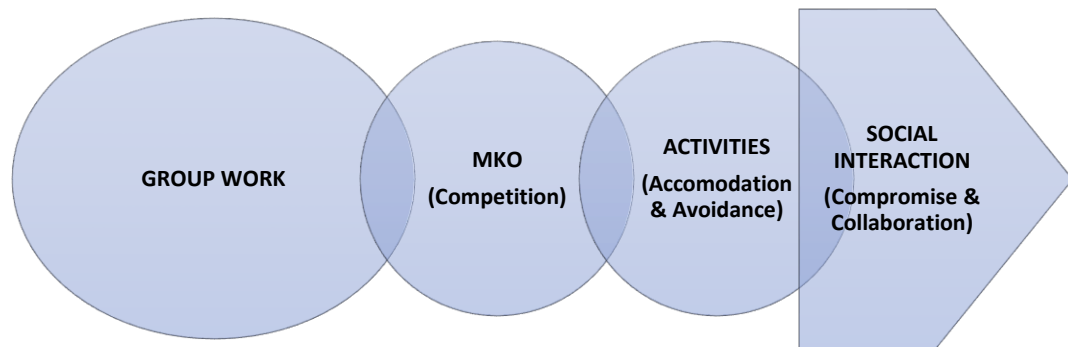 GROUP WORK
MKO
(Competition)
ACTIVITIES
(Accomodation
& Avoidance)
SOCIAL
INTERACTION
(Compromise &
Collaboration)